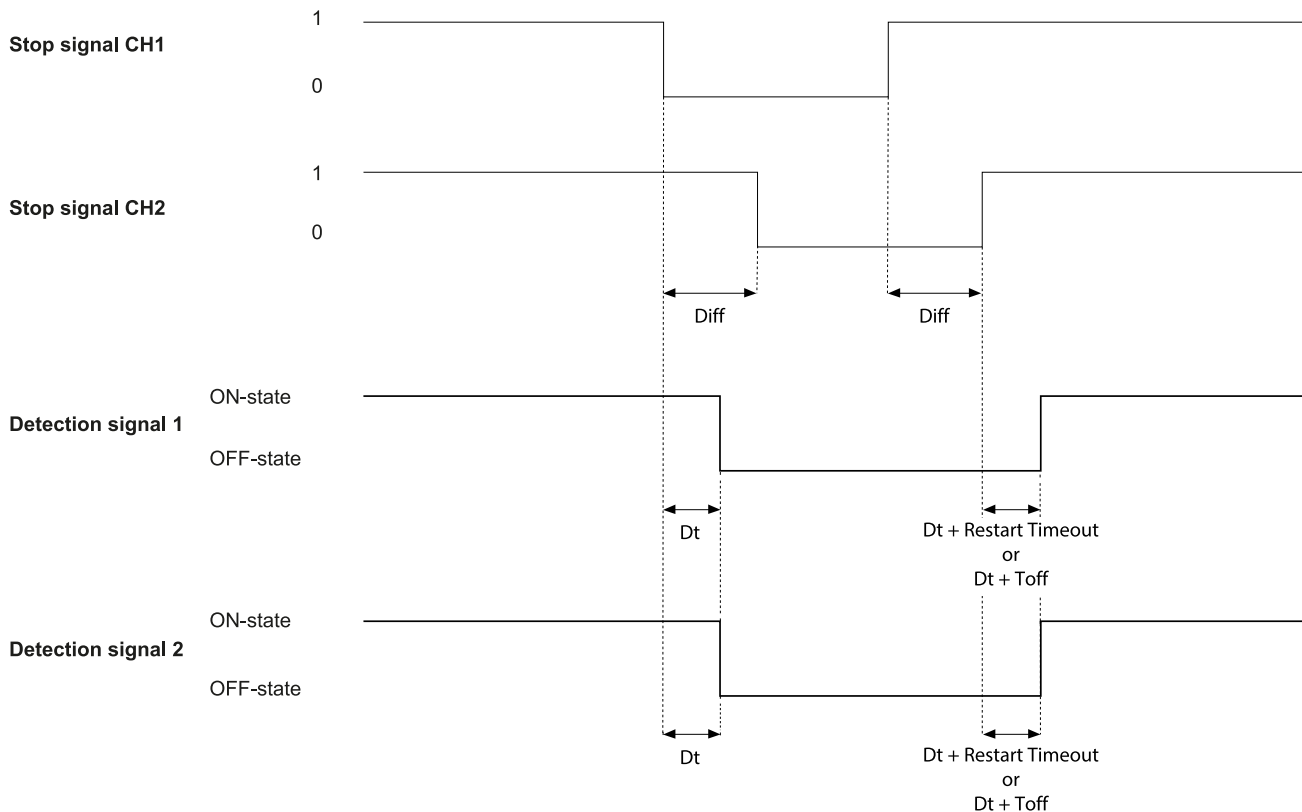 Stop signal CH1
1
0
Stop signal CH2
1
0
Diff
Diff
Detection signal 1
ON-state
OFF-state
Dt
Dt + Restart Timeout
or
Dt + Toff
Detection signal 2
ON-state
OFF-state
Dt
Dt + Restart Timeout
or
Dt + Toff